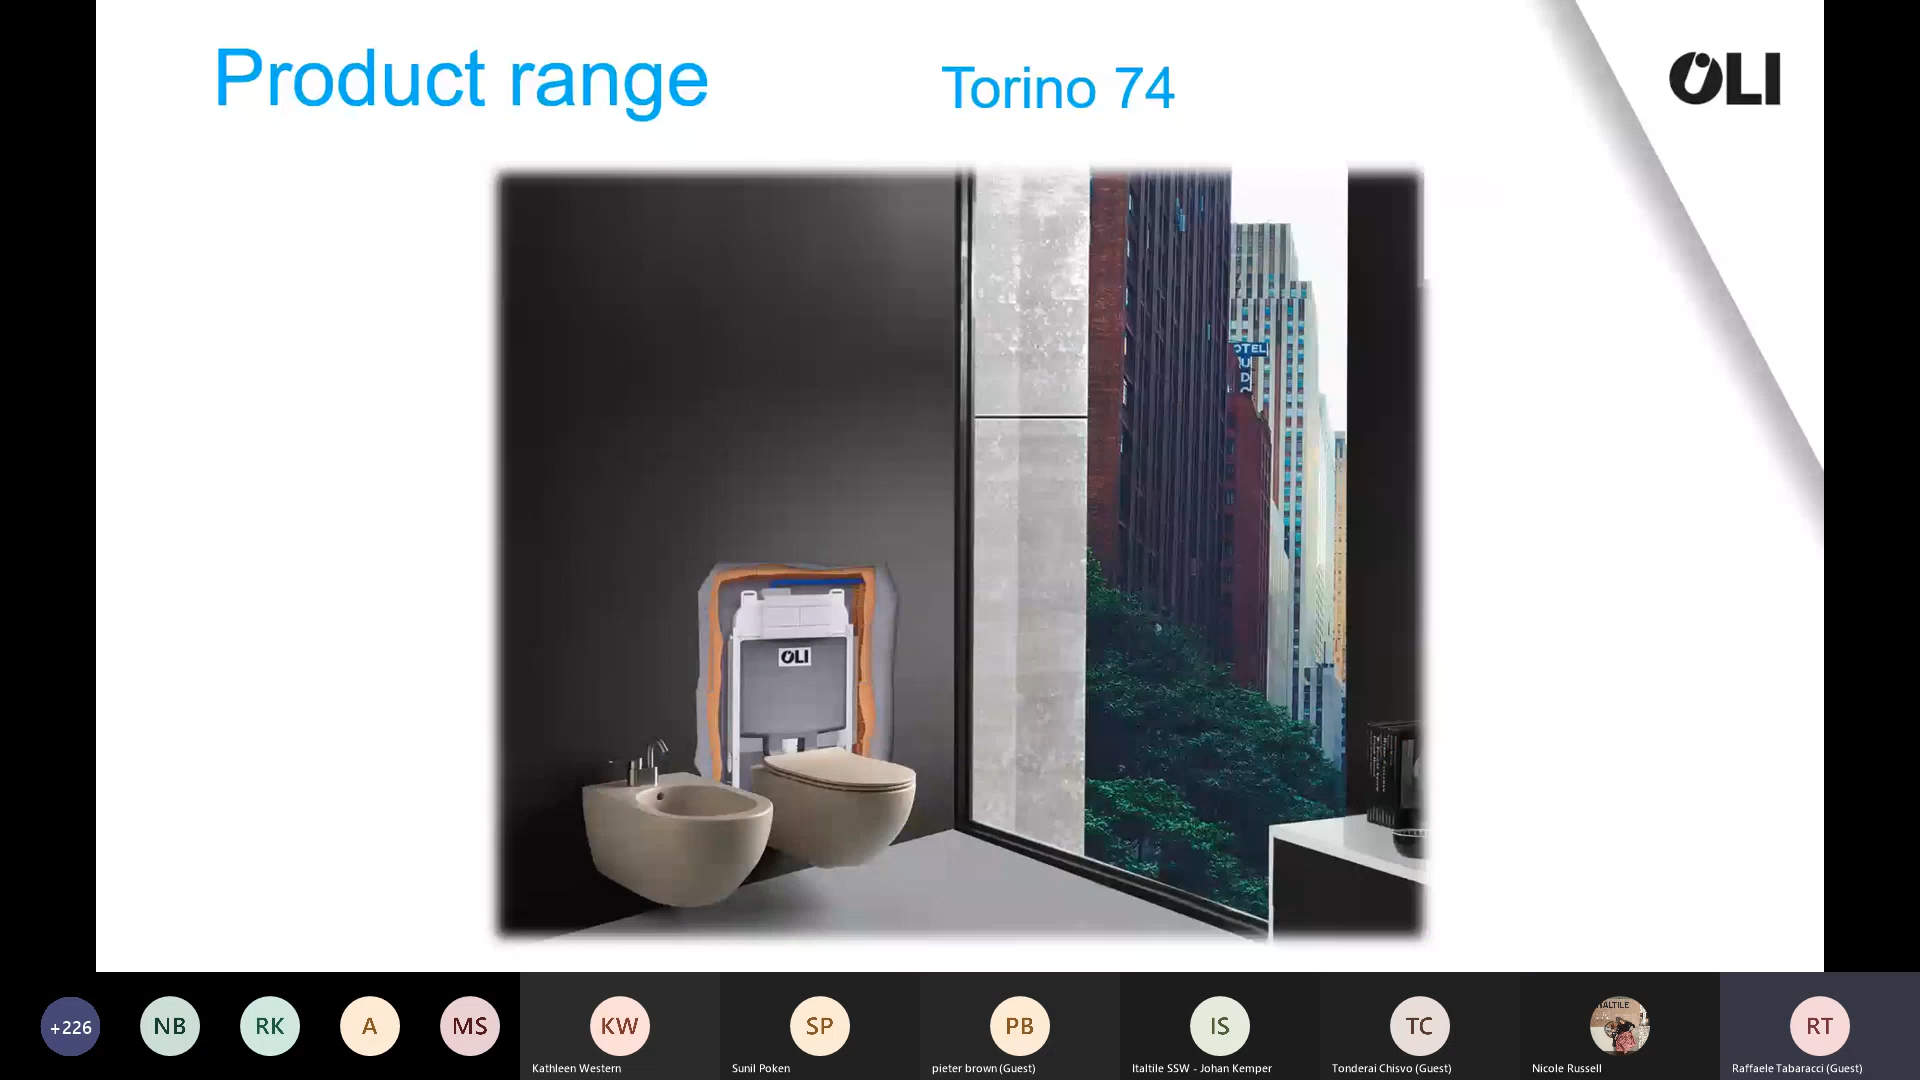 Product range
Torino 74
OLI
OTEL
U
D
O
OLI
+226
NB
RK
A
MS
KW
SP
PB
IS
TC
RT
Kathleen Western
Sunil Poken
pieter brown (Guest)
Italtile SSW - Johan Kemper
Tonderai Chisvo (Guest)
Nicole Russell
Raffaele Tabaracci (Guest)